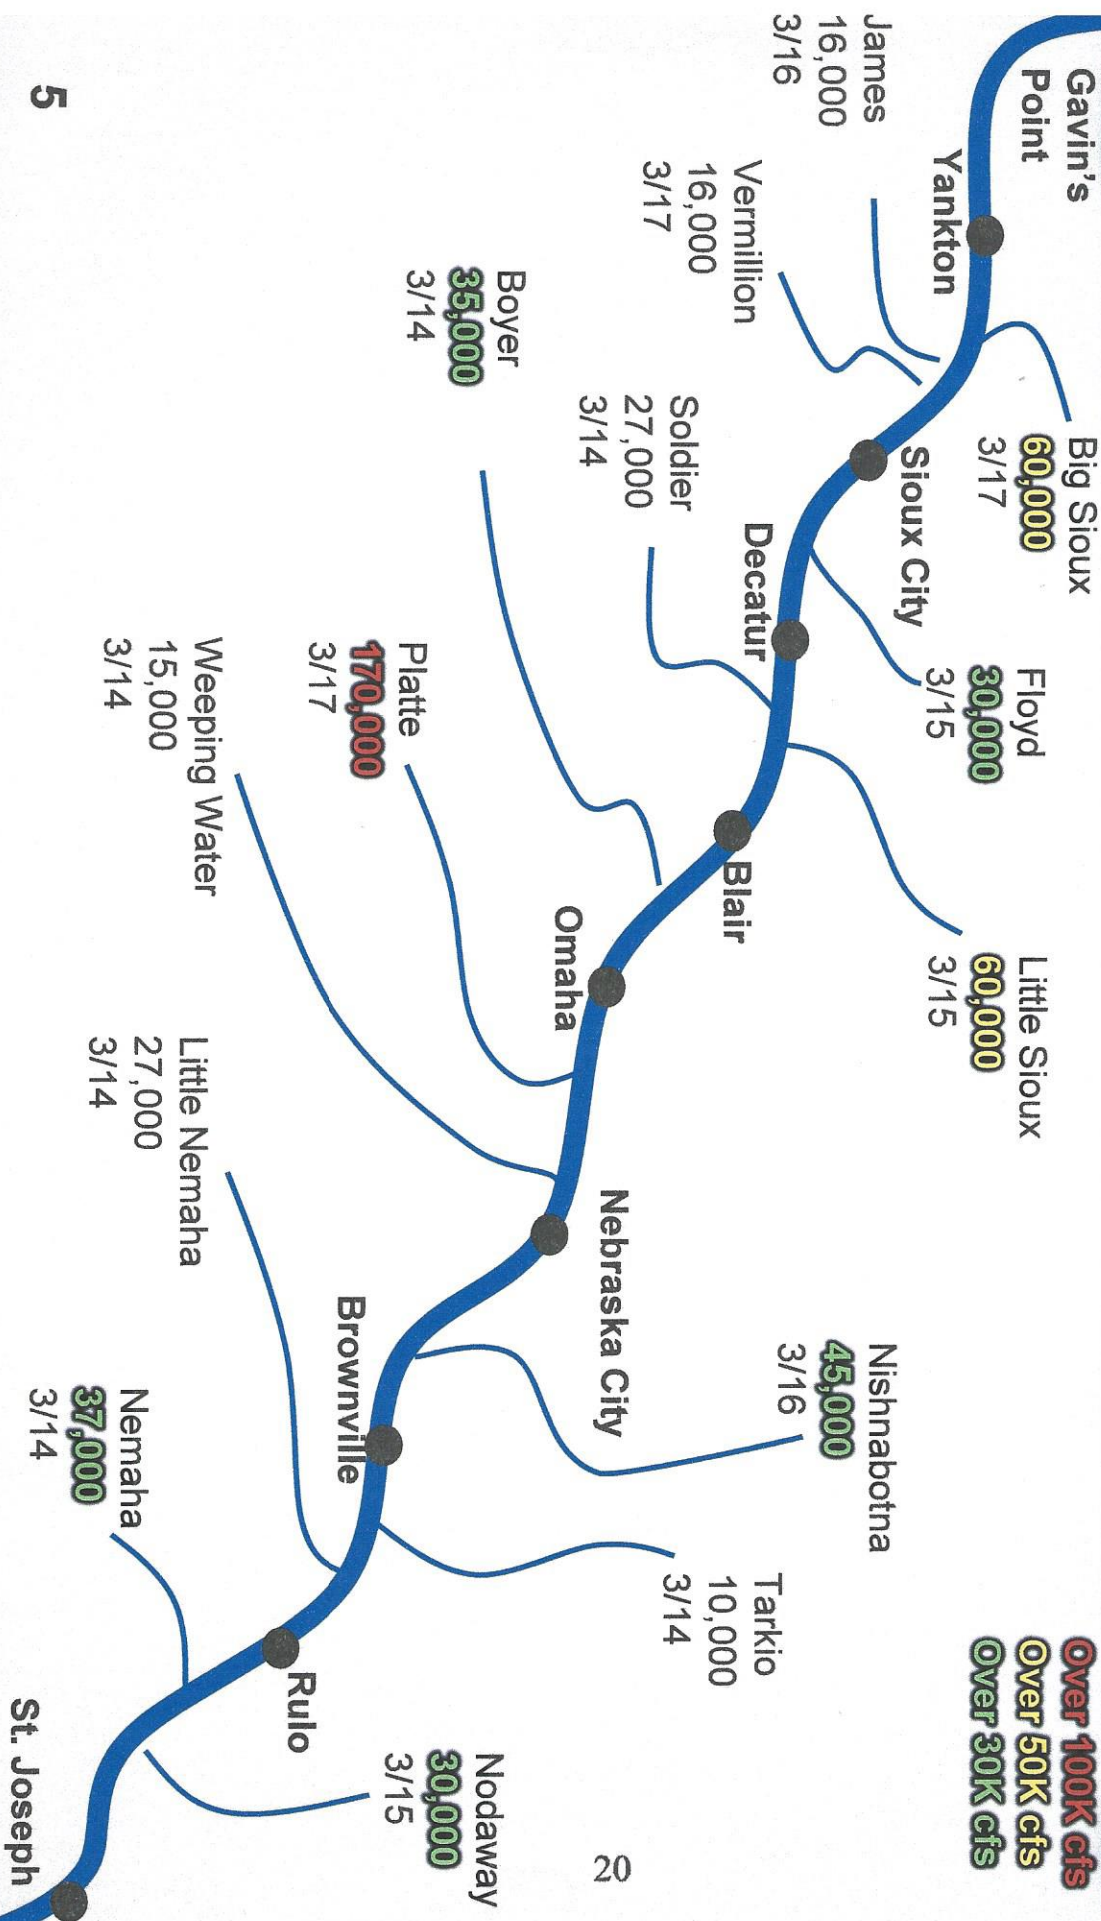 Over 100K cfs
Over 50K cfs
Over 30K cfs
Gavin's
Point
Yankton
James
16,000
3/16
Vermillion
16,000
3/17
Big Sioux
60,000
3/17
Sioux City
Floyd
30,000
3/15
Decatur
Soldier
27,000
3/14
Little Sioux
60,000
3/15
Blair
Boyer
35,000
3/14
Omaha
Platte
170,000
3/17
Weeping Water
15,000
3/14
Nebraska City
Nishnabotna
45,000
3/16
Brownville
Little Nemaha
27,000
3/14
Tarkio
10,000
3/14
Rulo
Nemaha
37,000
3/14
Nodaway
30,000
3/15
St. Joseph
5
20